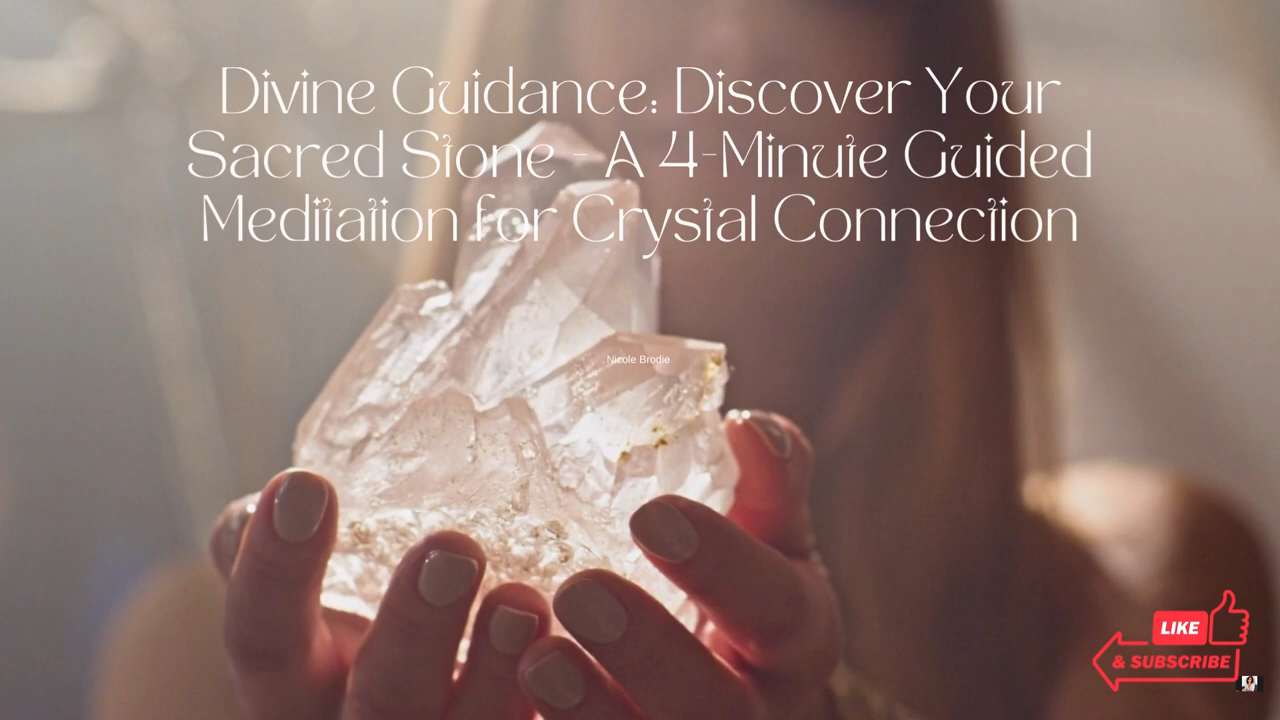 Divine Guidance: Discover Your
Sacred Stone - A 4-Minute Guided
Meditation for Crystal Connection
Nicole Brodie
LIKE
& SUBSCRIBE